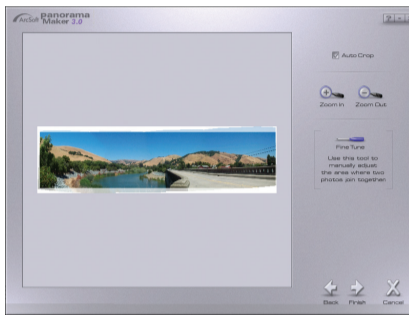 ArcSoft panorama
Maker 3.0
Auto Crop
Zoom In
Zoom Out
Fine Tune
Use this tool to
manually adjust
the area where two
photos join together.
Back
Finish
Cancel